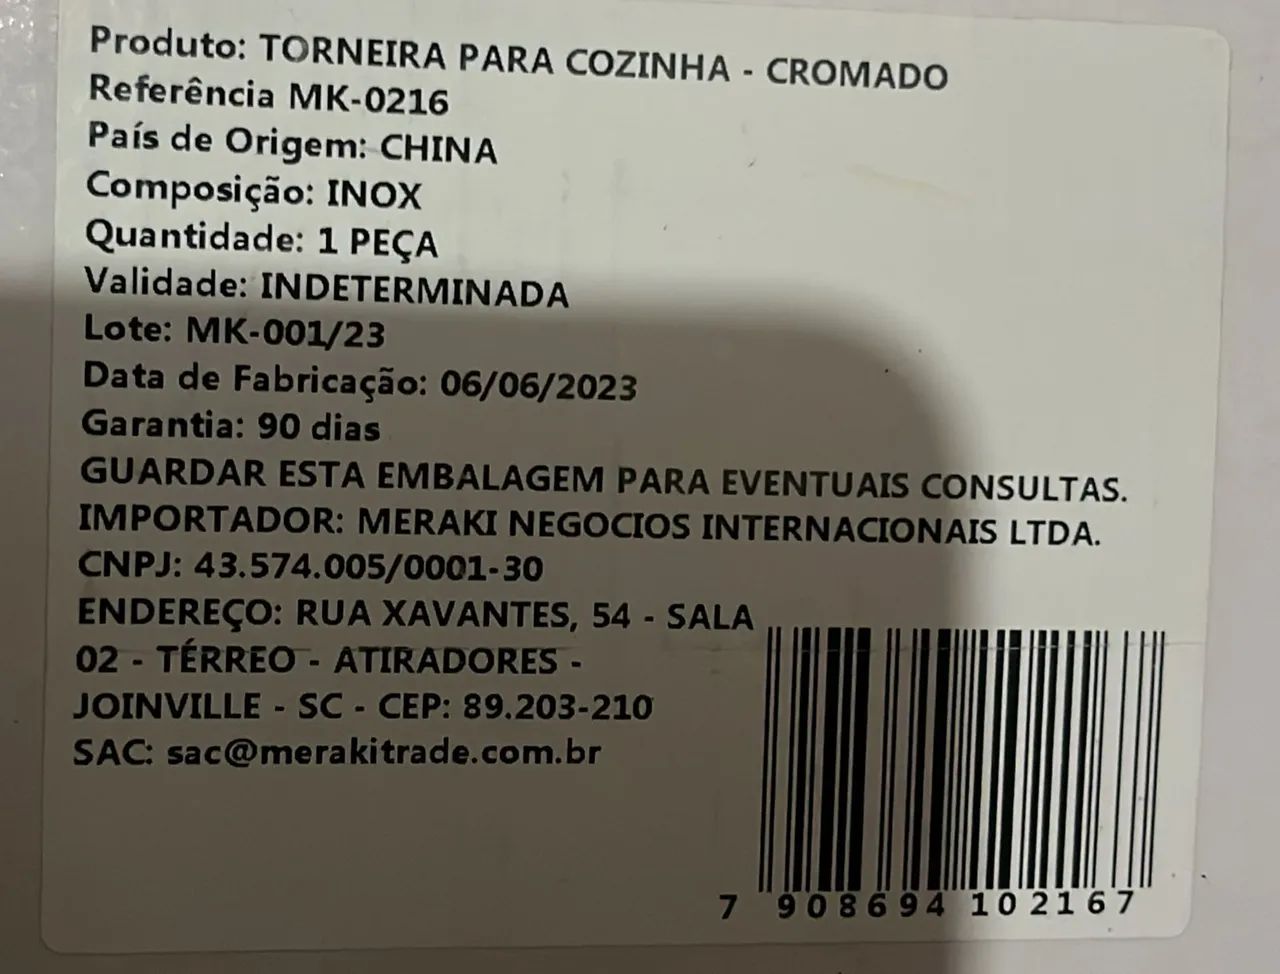 Produto: TORNEIRA PARA COZINHA - CROMADO
Referência MK-0216
País de Origem: CHINA
Composição: INOX
Quantidade: 1 PEÇA
Validade: INDETERMINADA
Lote: MK-001/23
Data de Fabricação: 06/06/2023
Garantia: 90 dias
GUARDAR ESTA EMBALAGEM PARA EVENTUAIS CONSULTAS.
IMPORTADOR: MERAKI NEGOCIOS INTERNACIONAIS LTDA.
CNPJ: 43.574.005/0001-30
ENDEREÇO: RUA XAVANTES, 54 - SALA
02 - TÉRREO - ATIRADORES -
JOINVILLE - SC - CEP: 89.203-210
SAC: sac@merakitrade.com.br
7 908694 102167